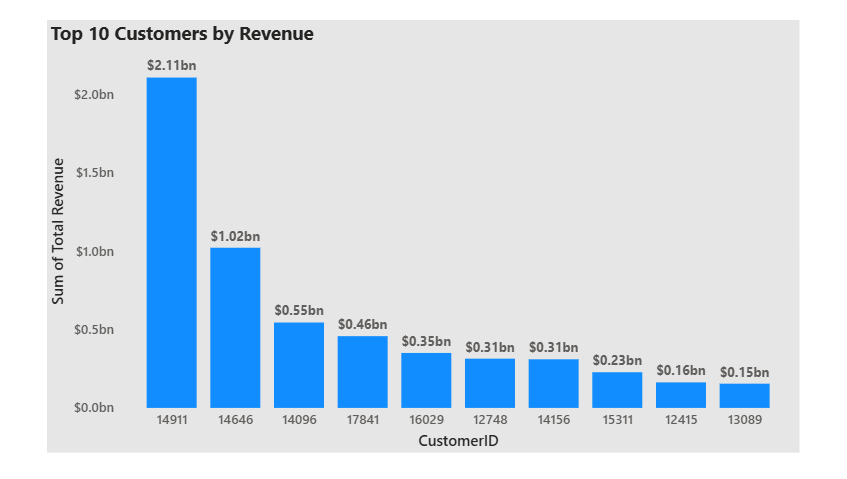 Top 10 Customers by Revenue
$2.11bn
$2.0bn
$1.5bn
$1.02bn
$1.0bn
$0.55bn
$0.46bn
$0.35bn
$0.31bn
$0.31bn
$0.23bn
$0.16bn
$0.15bn
$0.5bn
$0.0bn
Sum of Total Revenue
14911 14646 14096 17841 16029 12748 14156 15311 12415 13089
CustomerID